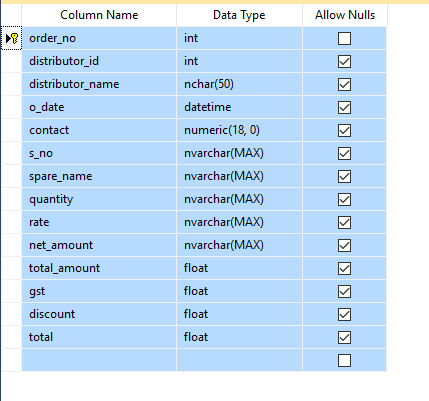 Column Name Data Type Allow Nulls
order_no int
distributor_id int
distributor_name nchar(50)
o_date datetime
contact numeric(18, 0)
s_no nvarchar(MAX)
spare_name nvarchar(MAX)
quantity nvarchar(MAX)
rate nvarchar(MAX)
net_amount nvarchar(MAX)
total_amount float
gst float
discount float
total float